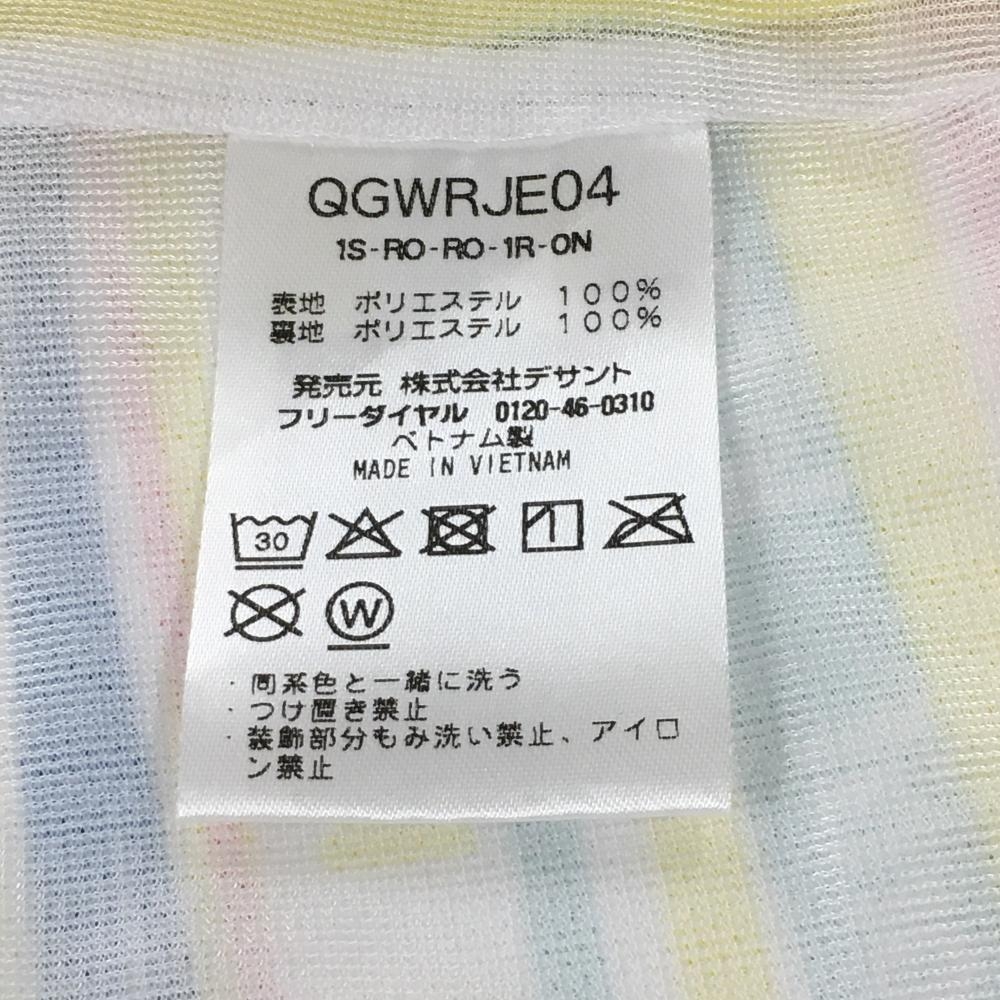 QGWRJE04
1S-RO-RO-1R-ON
表地 ポリエステル 100%
裏地 ポリエステル 100%
発売元 株式会社デサント
フリーダイヤル 0120-46-0310
ベトナム製
MADE IN VIETNAM
30
W
・同系色と一緒に洗う
・つけ置き禁止
・装飾部分もみ洗い禁止、アイロ
ン禁止